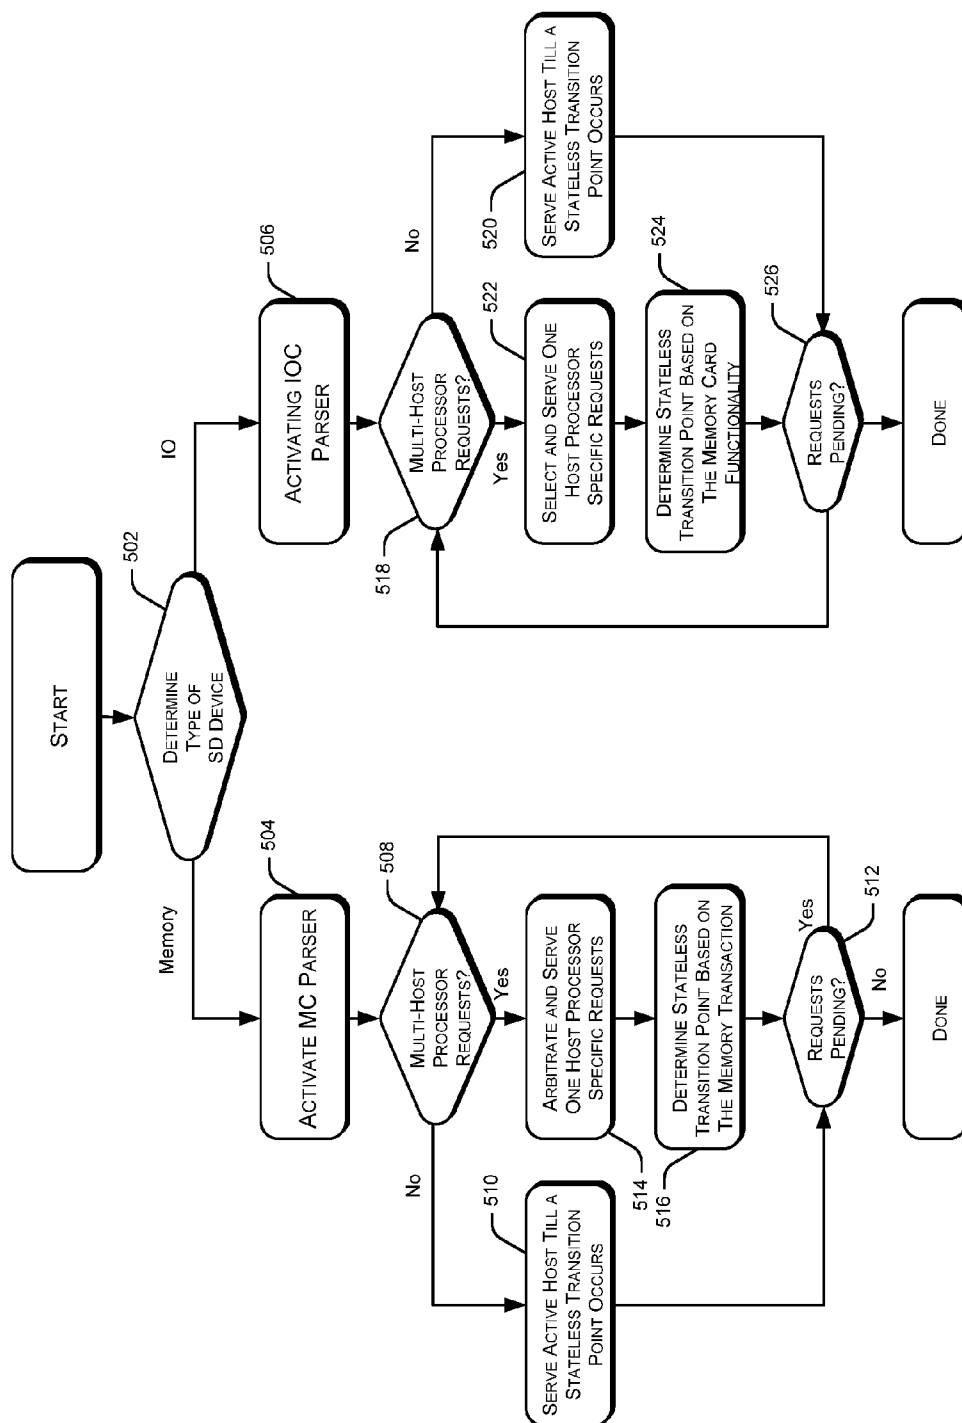 START
502
DETERMINE
TYPE OF
SD DEVICE
Memory
IO
504
ACTIVATE MC PARSER
508
MULTI-HOST
PROCESSOR
REQUESTS?
No
Yes
510
SERVE ACTIVE HOST TILL A
STATELESS TRANSITION
POINT OCCURS
ARBITRATE AND SERVE
ONE HOST PROCESSOR
SPECIFIC REQUESTS
514
DETERMINE STATELESS
TRANSITION POINT BASED ON
THE MEMORY TRANSACTION
516
REQUESTS
PENDING?
512
Yes
No
DONE
506
ACTIVATING IOC
PARSER
MULTI-HOST
PROCESSOR
REQUESTS?
518
No
Yes
522
SELECT AND SERVE ONE
HOST PROCESSOR
SPECIFIC REQUESTS
520
SERVE ACTIVE HOST TILL A
STATELESS TRANSITION
POINT OCCURS
524
DETERMINE STATELESS
TRANSITION POINT BASED ON
THE MEMORY CARD
FUNCTIONALITY
526
REQUESTS
PENDING?
DONE